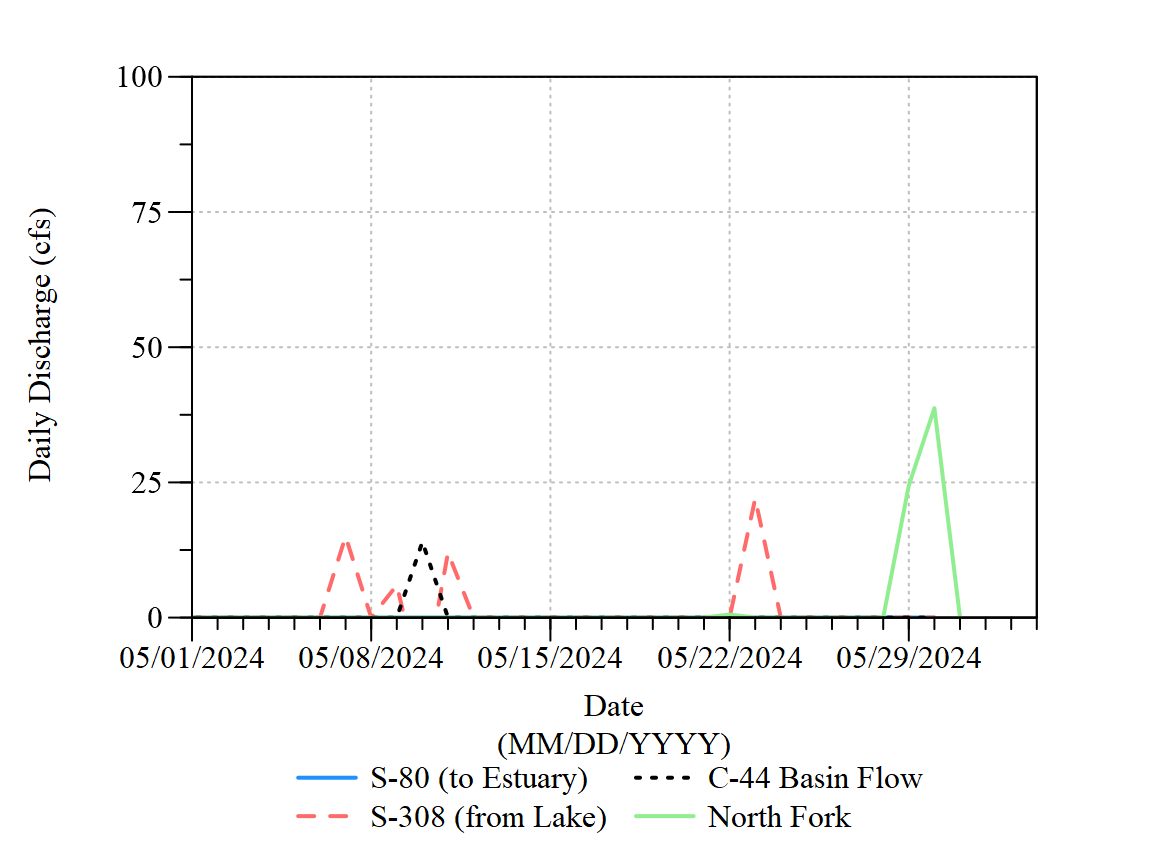 100
75
50
25
0
Daily Discharge (cfs)
05/01/2024 05/08/2024 05/15/2024 05/22/2024 05/29/2024
Date
(MM/DD/YYYY)
S-80 (to Estuary) C-44 Basin Flow
S-308 (from Lake) North Fork